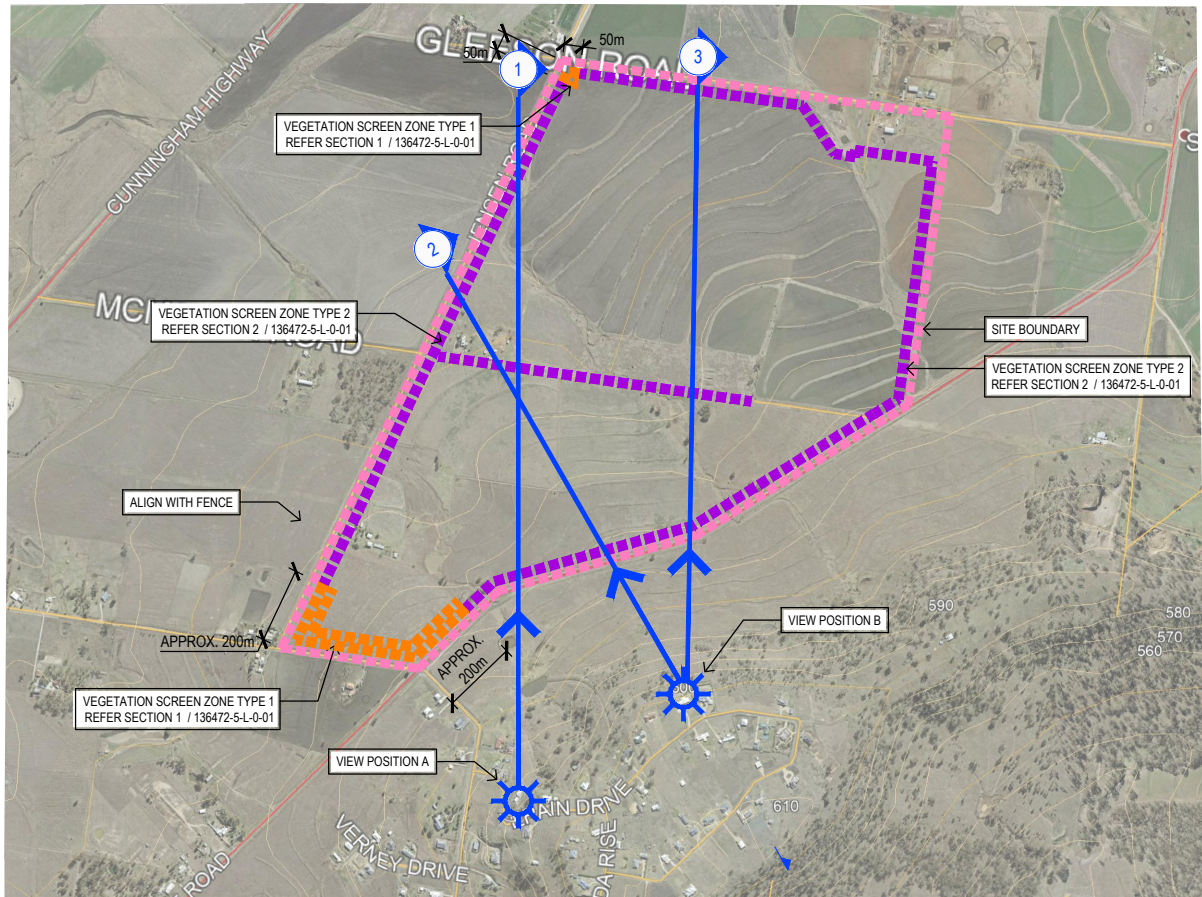 50m
50m
1
3
2
CUNNINGHAM HIGHWAY
VEGETATION SCREEN ZONE TYPE 1
REFER SECTION 1 / 136472-5-L-0-01
JENSEN
VEGETATION SCREEN ZONE TYPE 2
REFER SECTION 2 / 136472-5-L-0-01
ROAD
SITE BOUNDARY
VEGETATION SCREEN ZONE TYPE 2
REFER SECTION 2 / 136472-5-L-0-01
ALIGN WITH FENCE
APPROX. 200m
APPROX.
200m
590
580
570
560
VIEW POSITION B
VEGETATION SCREEN ZONE TYPE 1
REFER SECTION 1 / 136472-5-L-0-01
VIEW POSITION A
DRIVE
610
VERNEY DRIVE
RISE
ROAD